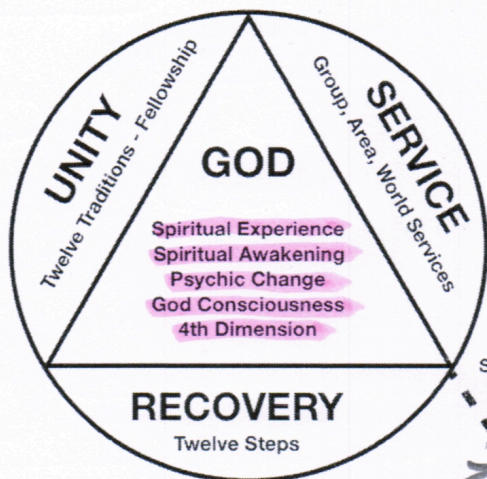 UNITY
Twelve Traditions - Fellowship
SERVICE
Group, Area, World Services
GOD
Spiritual Experience
Spiritual Awakening
Psychic Change
God Consciousness
4th Dimension
RECOVERY
Twelve Steps